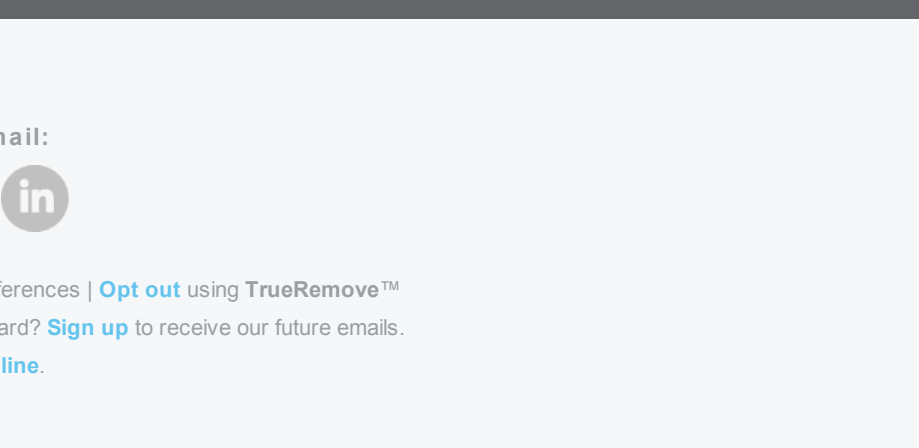 nail:
in
ferences | Opt out using TrueRemove™
ard? Sign up to receive our future emails.
line.